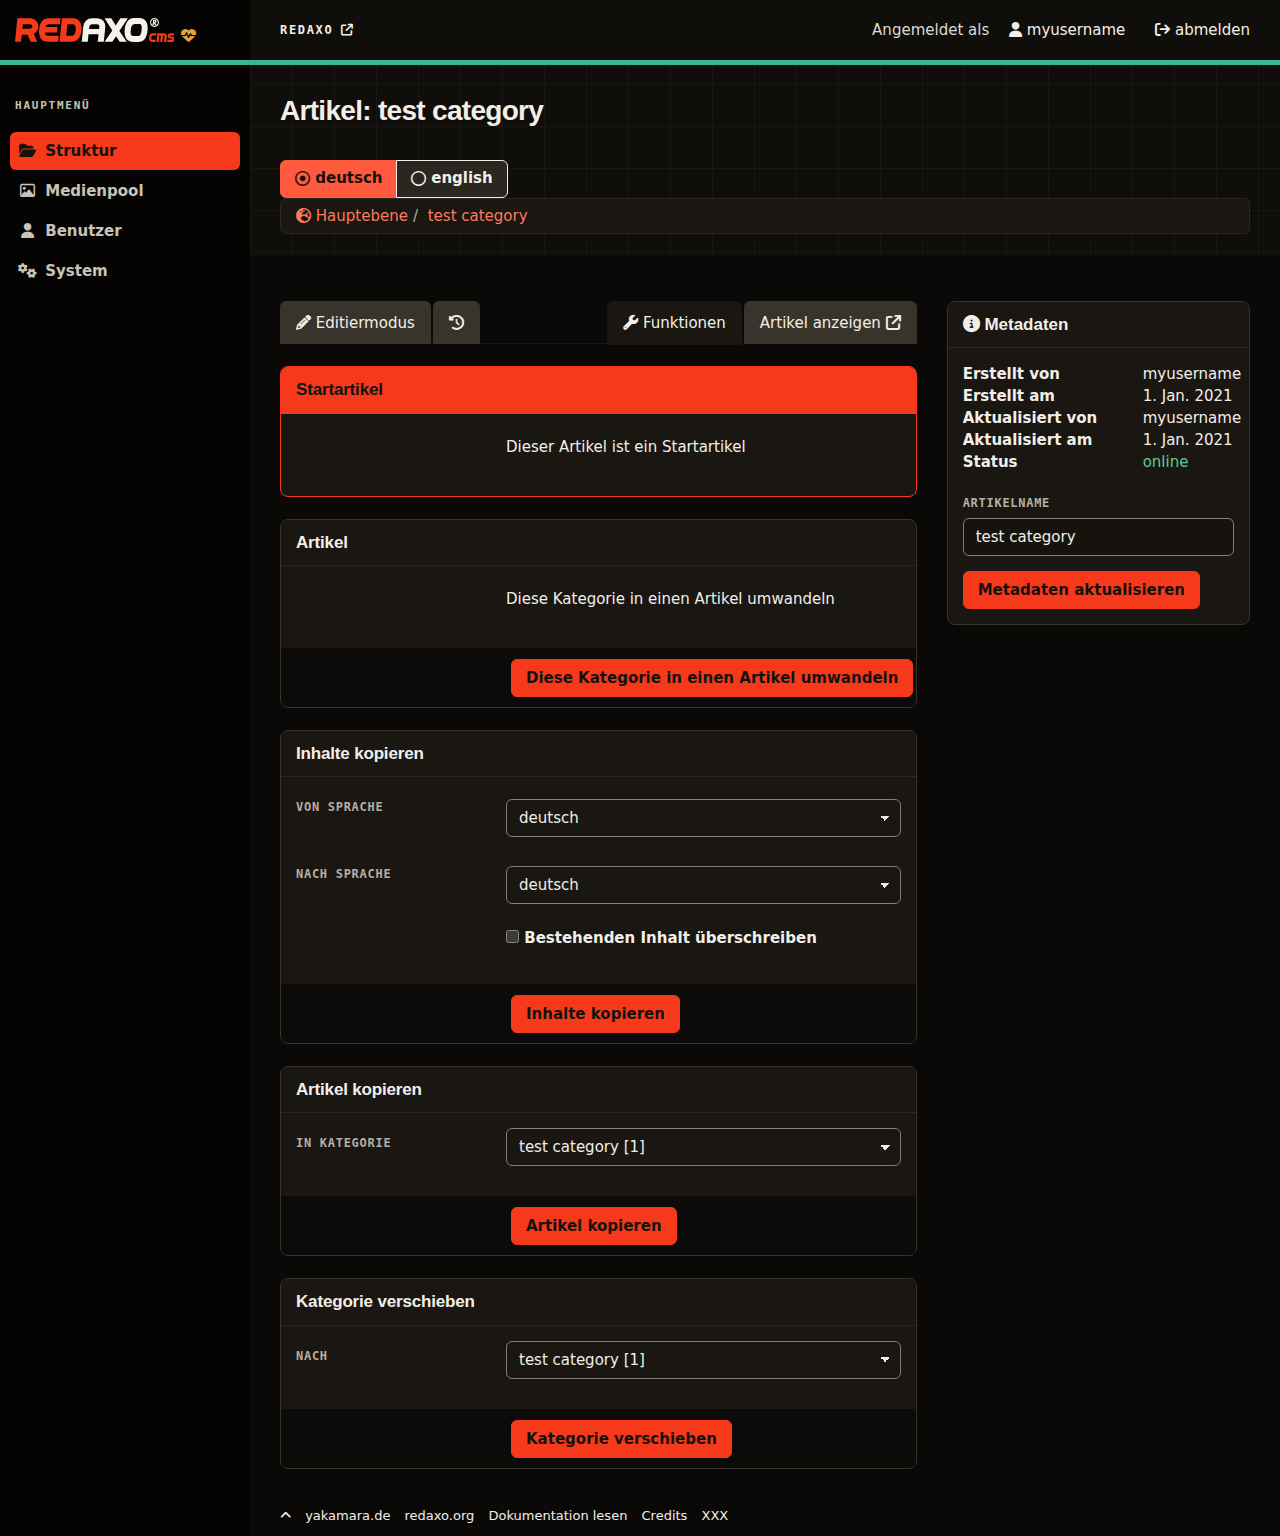 REDAXO® cms
REDAXO
Angemeldet als myusername abmelden
HAUPTMENÜ
Struktur
Medienpool
Benutzer
System
Artikel: test category
deutsch english
Hauptebene / test category
Editiermodus
Funktionen
Artikel anzeigen
Startartikel
Dieser Artikel ist ein Startartikel
Artikel
Diese Kategorie in einen Artikel umwandeln
Diese Kategorie in einen Artikel umwandeln
Inhalte kopieren
VON SPRACHE
deutsch
NACH SPRACHE
deutsch
Bestehenden Inhalt überschreiben
Inhalte kopieren
Artikel kopieren
IN KATEGORIE
test category [1]
Artikel kopieren
Kategorie verschieben
NACH
test category [1]
Kategorie verschieben
Metadaten
Erstellt von myusername
Erstellt am 1. Jan. 2021
Aktualisiert von myusername
Aktualisiert am 1. Jan. 2021
Status online
ARTIKELNAME
test category
Metadaten aktualisieren
yakamara.de redaxo.org Dokumentation lesen Credits XXX